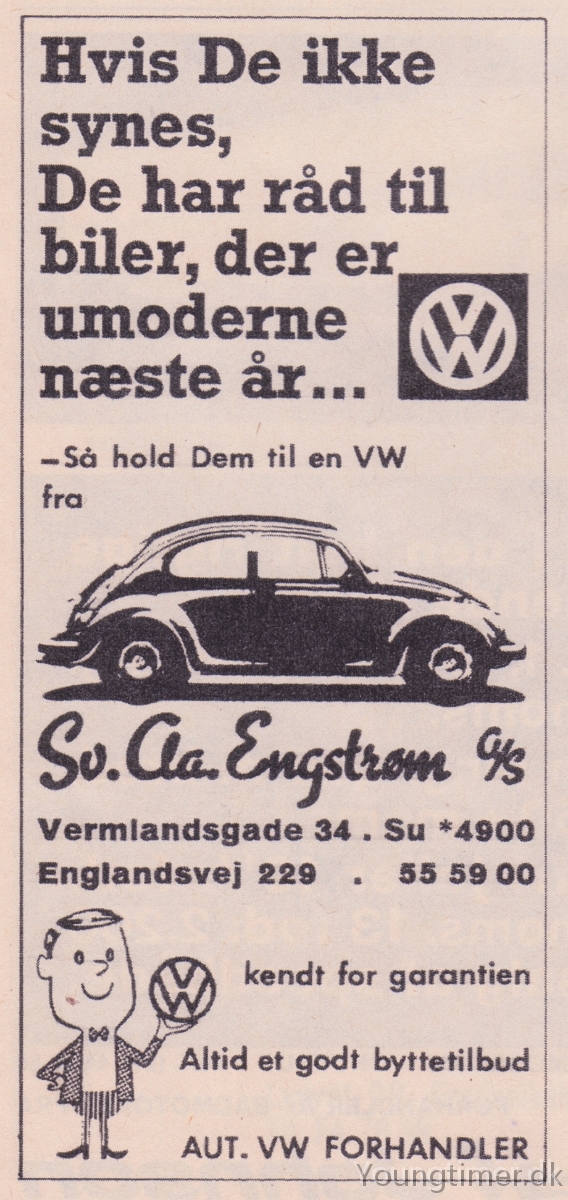 Hvis De ikke
synes,
De har råd til
biler, der er
umoderne
næste år...
VW
–Så hold Dem til en VW
fra
Sv. Aa. Engstrøm A/S
Vermlandsgade 34 . Su *4900
Englandsvej 229 . 55 59 00
VW
kendt for garantien
Altid et godt byttetilbud
AUT. VW FORHANDLER
Youngtimer.dk